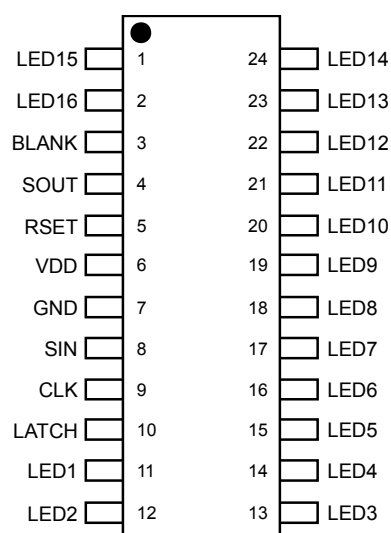 LED15 1 24 LED14
LED16 2 23 LED13
BLANK 3 22 LED12
SOUT 4 21 LED11
RSET 5 20 LED10
VDD 6 19 LED9
GND 7 18 LED8
SIN 8 17 LED7
CLK 9 16 LED6
LATCH 10 15 LED5
LED1 11 14 LED4
LED2 12 13 LED3